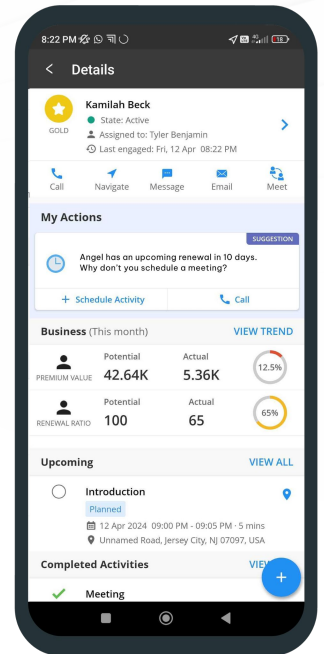 8:22 PM
4G
18
Details
Kamilah Beck
State: Active
GOLD
Assigned to: Tyler Benjamin
Last engaged: Fri, 12 Apr 08:22 PM
Call Navigate Message Email Meet
My Actions
SUGGESTION
Angel has an upcoming renewal in 10 days.
Why don't you schedule a meeting?
+ Schedule Activity Call
Business (This month) VIEW TREND
Potential Actual
PREMIUM VALUE 42.64K 5.36K 12.5%
Potential Actual
RENEWAL RATIO 100 65 65%
Upcoming VIEW ALL
Introduction
Planned
12 Apr 2024 09:00 PM - 09:05 PM · 5 mins
Unnamed Road, Jersey City, NJ 07097, USA
Completed Activities
+
Meeting